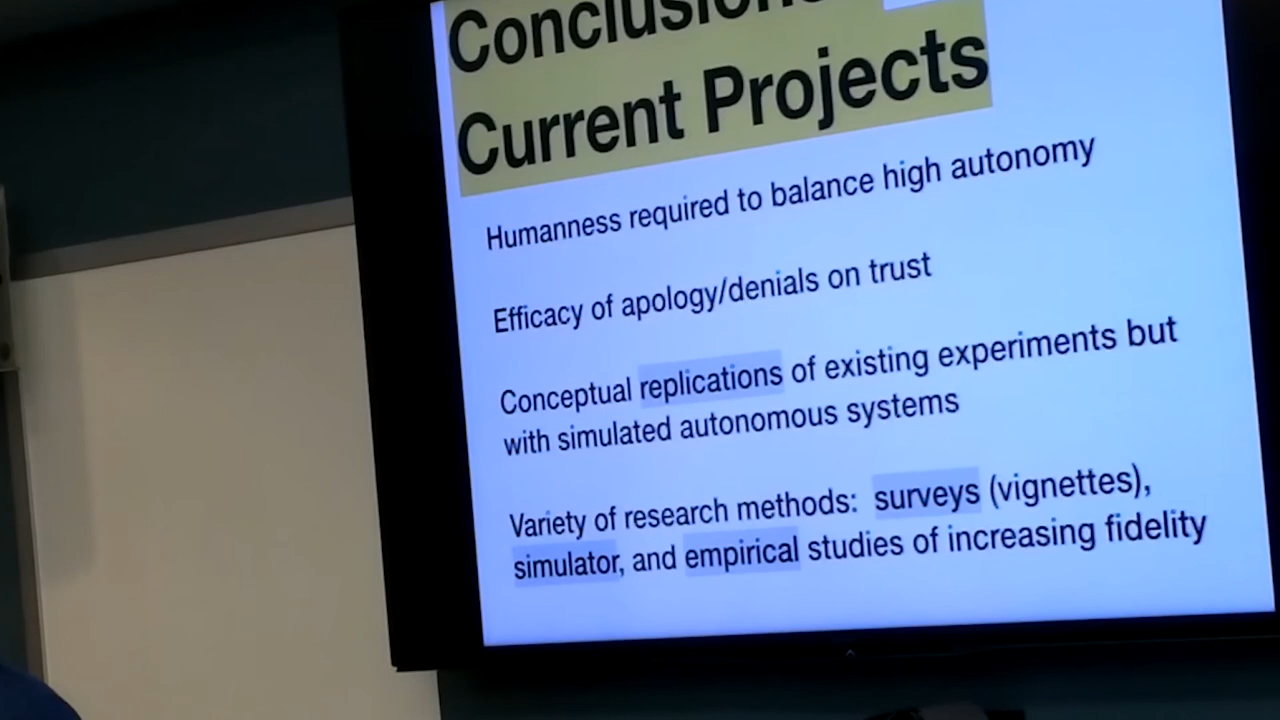 Conclusions
Current Projects
Humanness required to balance high autonomy
Efficacy of apology/denials on trust
Conceptual replications of existing experiments but
with simulated autonomous systems
Variety of research methods: surveys (vignettes),
simulator, and empirical studies of increasing fidelity